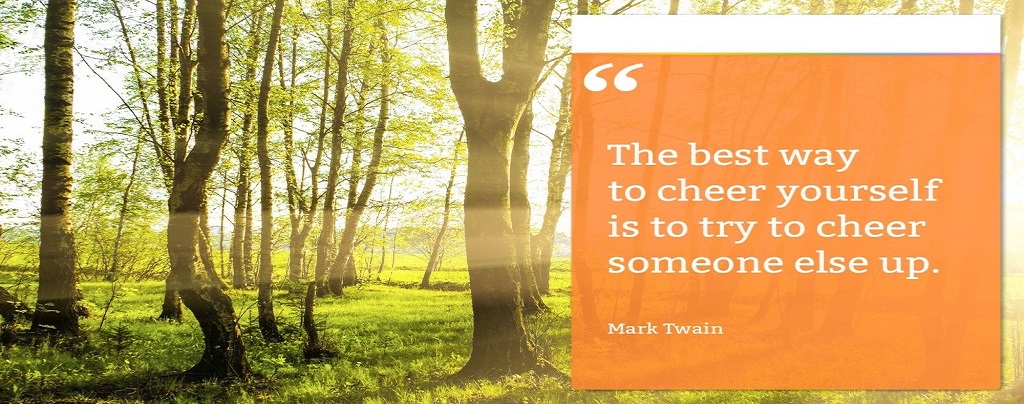 “
The best way
to cheer yourself
is to try to cheer
someone else up.
Mark Twain